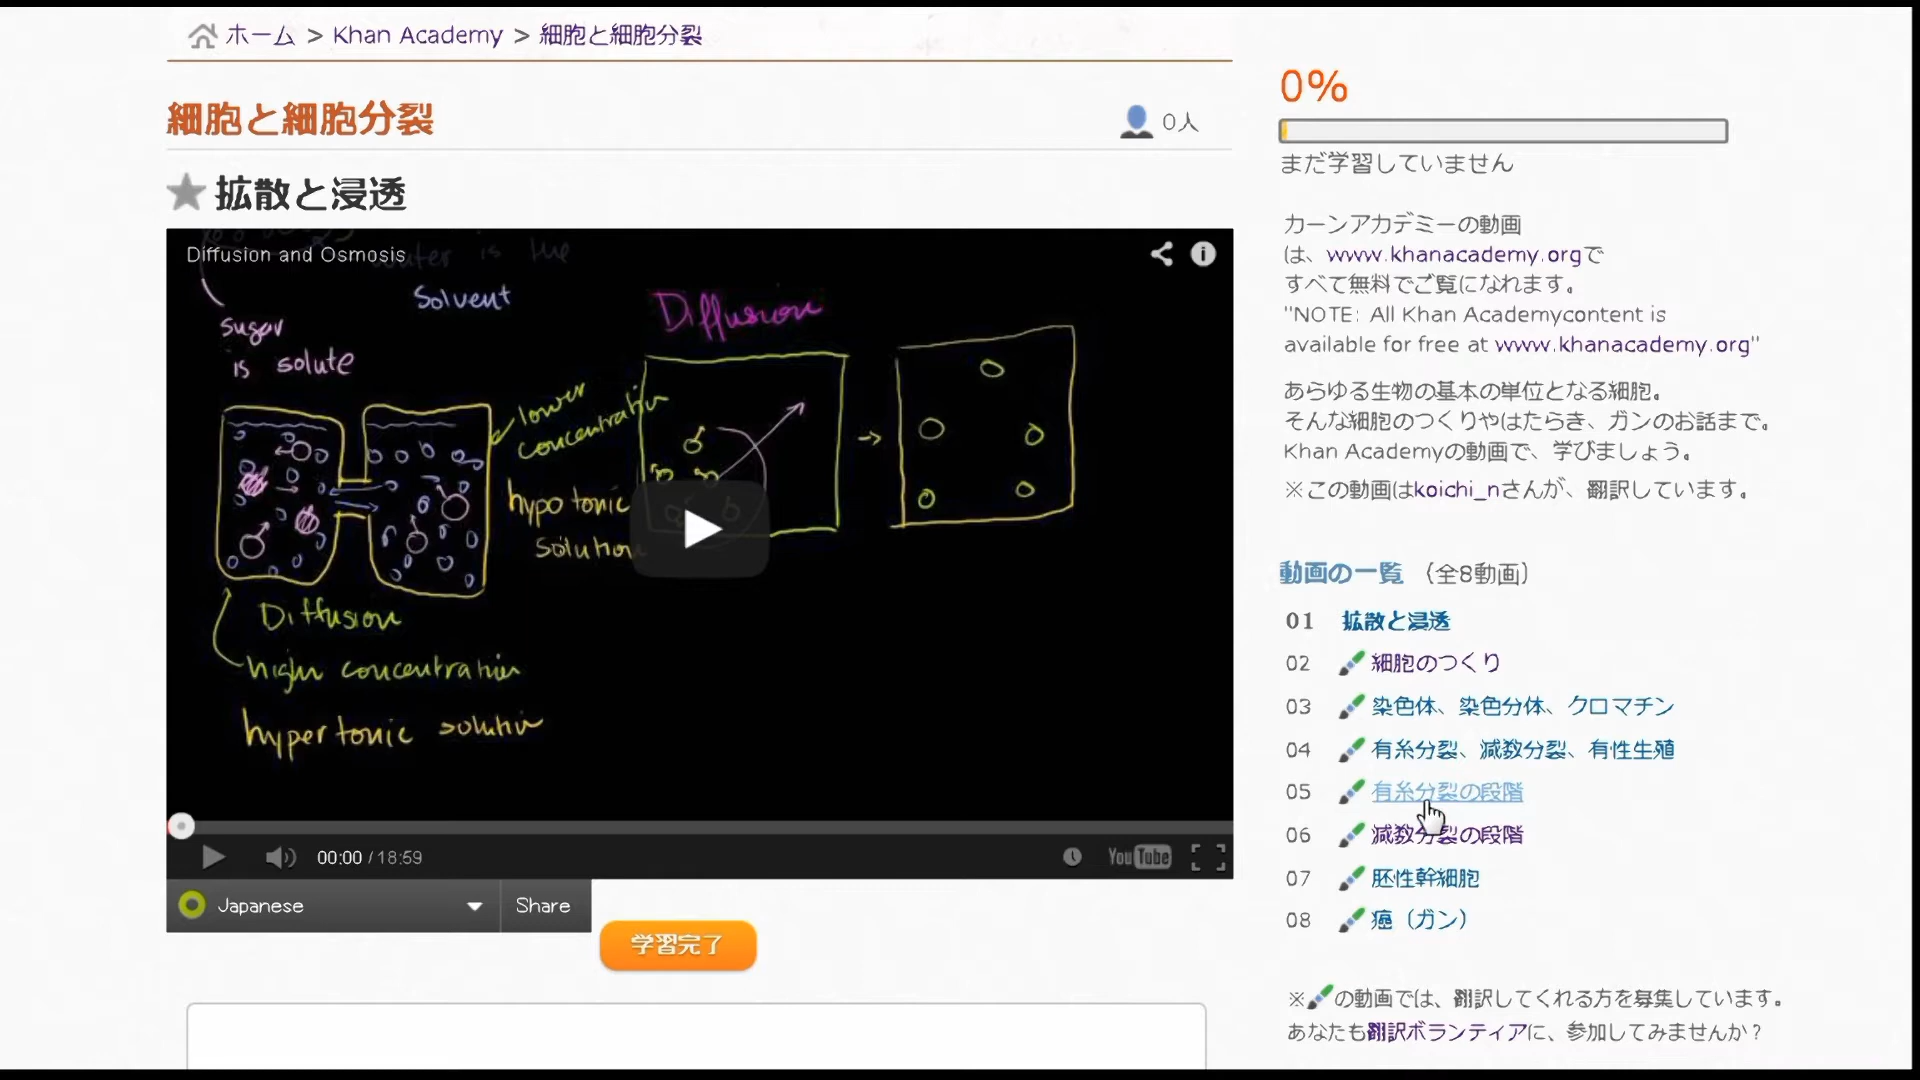 ホーム > Khan Academy > 細胞と細胞分裂
細胞と細胞分裂
0人
拡散と浸透
Diffusion and Osmosis
water is the
Solvent
sugar
is solute
Diffusion
lower
concentration
hypotonic
solution
Diffusion
high concentration
hypertonic solution
00:00 / 18:59
YouTube
Japanese
Share
学習完了
0%
まだ学習していません
カーンアカデミーの動画
は、www.khanacademy.orgで
すべて無料でご覧になれます。
"NOTE: All Khan Academycontent is
available for free at www.khanacademy.org"
あらゆる生物の基本の単位となる細胞。
そんな細胞のつくりやはたらき、ガンのお話まで。
Khan Academyの動画で、学びましょう。
※この動画はkoichi_nさんが、翻訳しています。
動画の一覧 （全8動画）
01 拡散と浸透
02 細胞のつくり
03 染色体、染色分体、クロマチン
04 有糸分裂、減数分裂、有性生殖
05 有糸分裂の段階
06 減数分裂の段階
07 胚性幹細胞
08 癌（ガン）
※の動画では、翻訳してくれる方を募集しています。
あなたも翻訳ボランティアに、参加してみませんか？